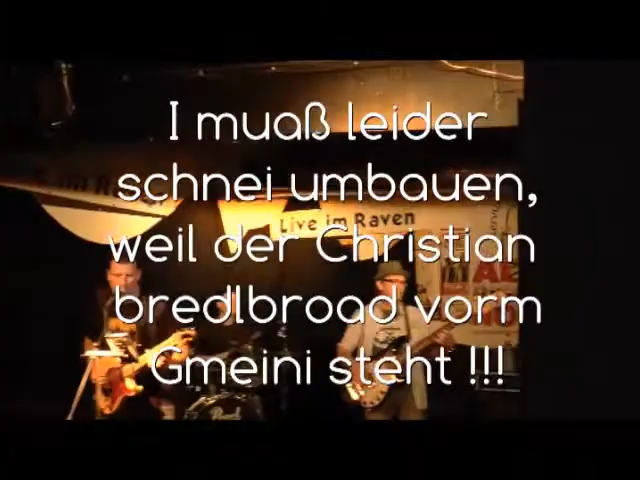 I muaß leider
schnei umbauen,
Live im Raven
weil der Christian
bredlbroad vorm
Gmeini steht !!!